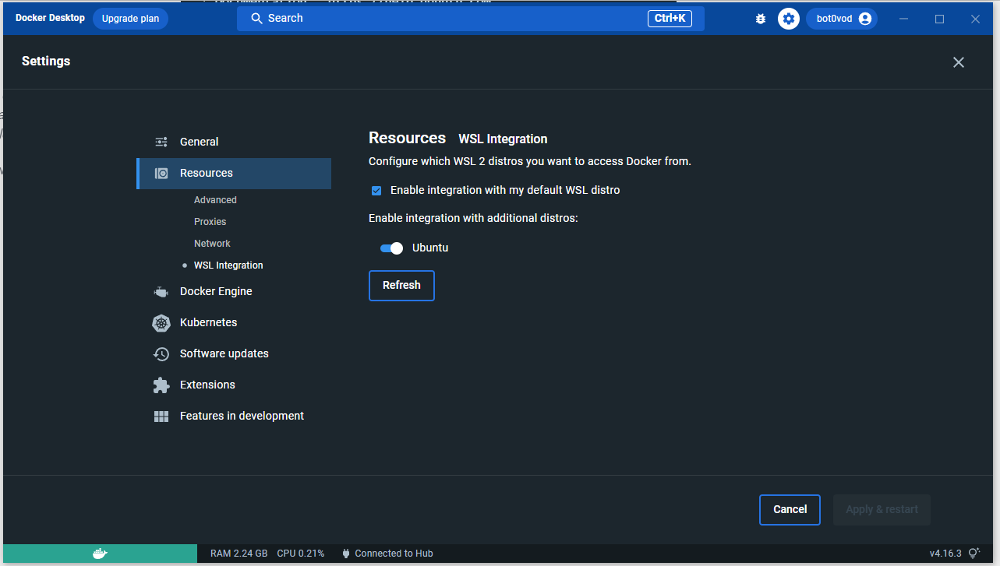 Docker Desktop
Upgrade plan
Search
Ctrl+K
bot0vod
Settings
General
Resources
Advanced
Proxies
Network
WSL Integration
Docker Engine
Kubernetes
Software updates
Extensions
Features in development
Resources WSL Integration
Configure which WSL 2 distros you want to access Docker from.
Enable integration with my default WSL distro
Enable integration with additional distros:
Ubuntu
Refresh
Cancel
Apply & restart
RAM 2.24 GB CPU 0.21% Connected to Hub
v4.16.3